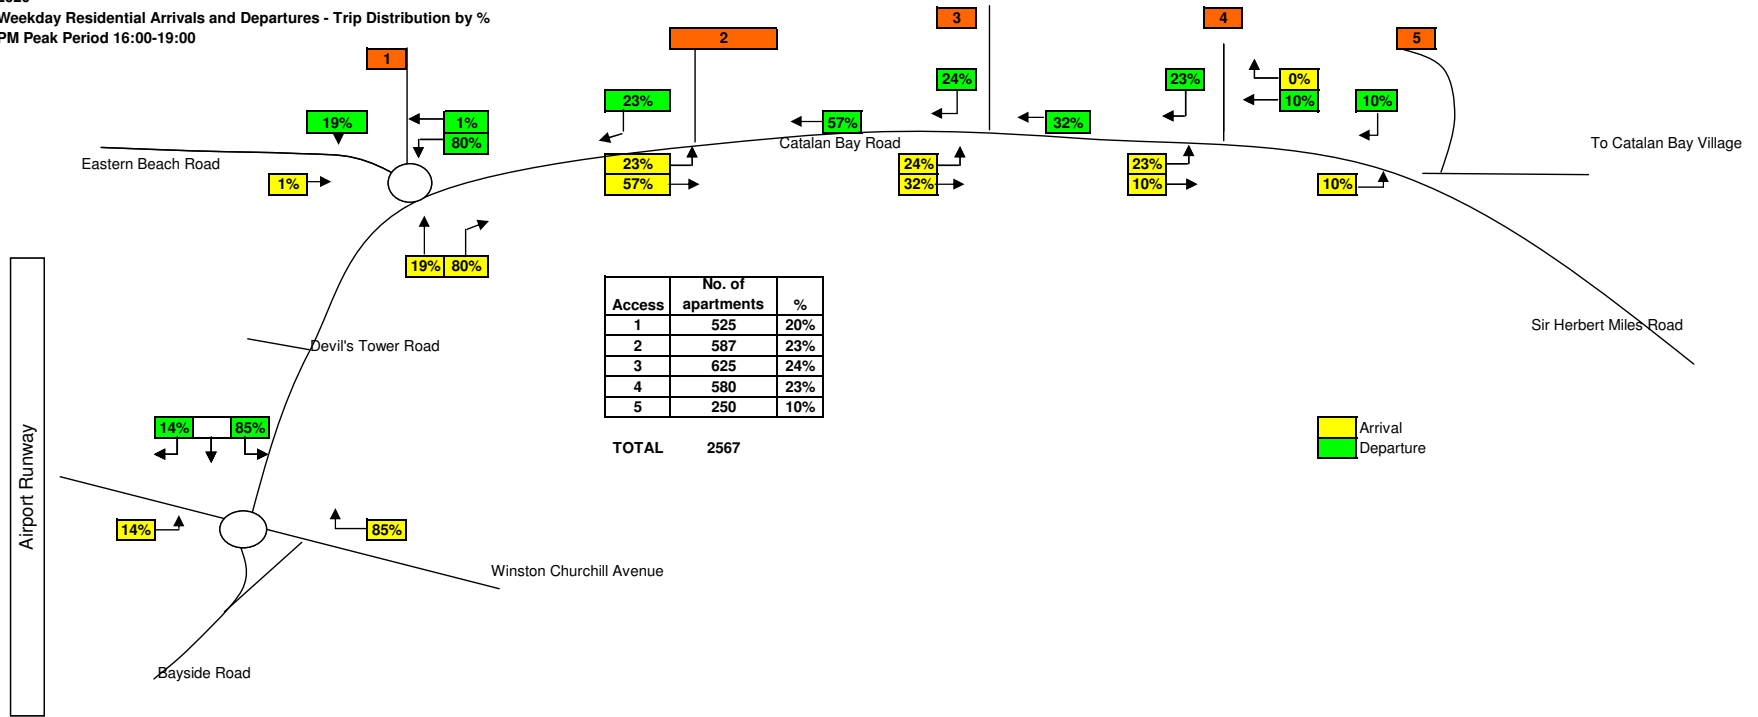 2020
Weekday Residential Arrivals and Departures - Trip Distribution by %
PM Peak Period 16:00-19:00
1
2
3
4
5
19%
1%
80%
23%
57%
24%
32%
23%
0%
10%
10%
Eastern Beach Road
Catalan Bay Road
To Catalan Bay Village
1%
23%
57%
24%
32%
23%
10%
10%
19% 80%
Access No. of apartments %
1 525 20%
2 587 23%
3 625 24%
4 580 23%
5 250 10%
TOTAL 2567
Devil's Tower Road
Sir Herbert Miles Road
14% 85%
Arrival
Departure
Airport Runway
14%
85%
Winston Churchill Avenue
Bayside Road